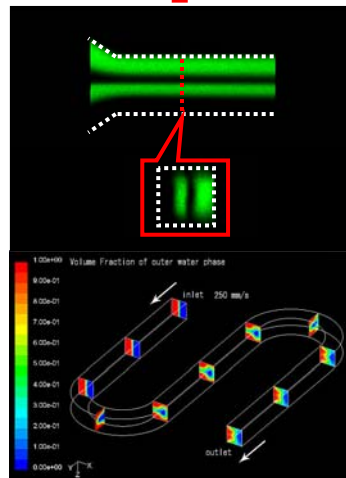 1.00e+00 Volume Fraction of outer water phase
9.00e-01
8.00e-01
7.00e-01
6.00e-01
5.00e-01
4.00e-01
3.00e-01
2.00e-01
1.00e-01
0.00e+00
inlet 250 mm/s
outlet
Y X
Z